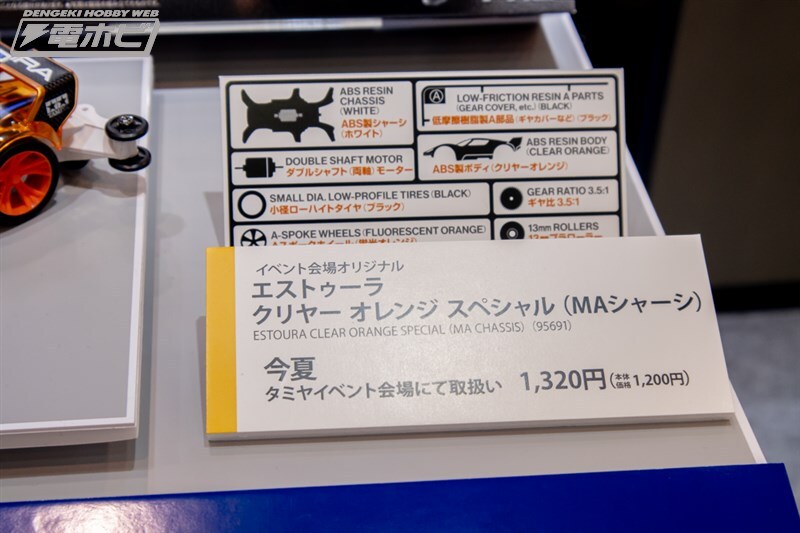 DENGEKI HOBBY WEB
電ホビ
ABS RESIN
CHASSIS
(WHITE)
ABS製シャーシ
(ホワイト)
Ⓐ
LOW-FRICTION RESIN A PARTS
(GEAR COVER, etc.) (BLACK)
低摩擦樹脂製A部品(ギヤカバーなど)(ブラック)
DOUBLE SHAFT MOTOR
ダブルシャフト(両軸)モーター
ABS RESIN BODY
(CLEAR ORANGE)
ABS製ボディ(クリヤーオレンジ)
SMALL DIA. LOW-PROFILE TIRES (BLACK)
小径ローハイトタイヤ(ブラック)
GEAR RATIO 3.5:1
ギヤ比 3.5:1
A-SPOKE WHEELS (FLUORESCENT ORANGE)
13mm ROLLERS
イベント会場オリジナル
エストゥーラ
クリヤー オレンジ スペシャル (MAシャーシ)
ESTOURA CLEAR ORANGE SPECIAL (MA CHASSIS) (95691)
今夏
タミヤイベント会場にて取扱い 1,320円(本体価格 1,200円)